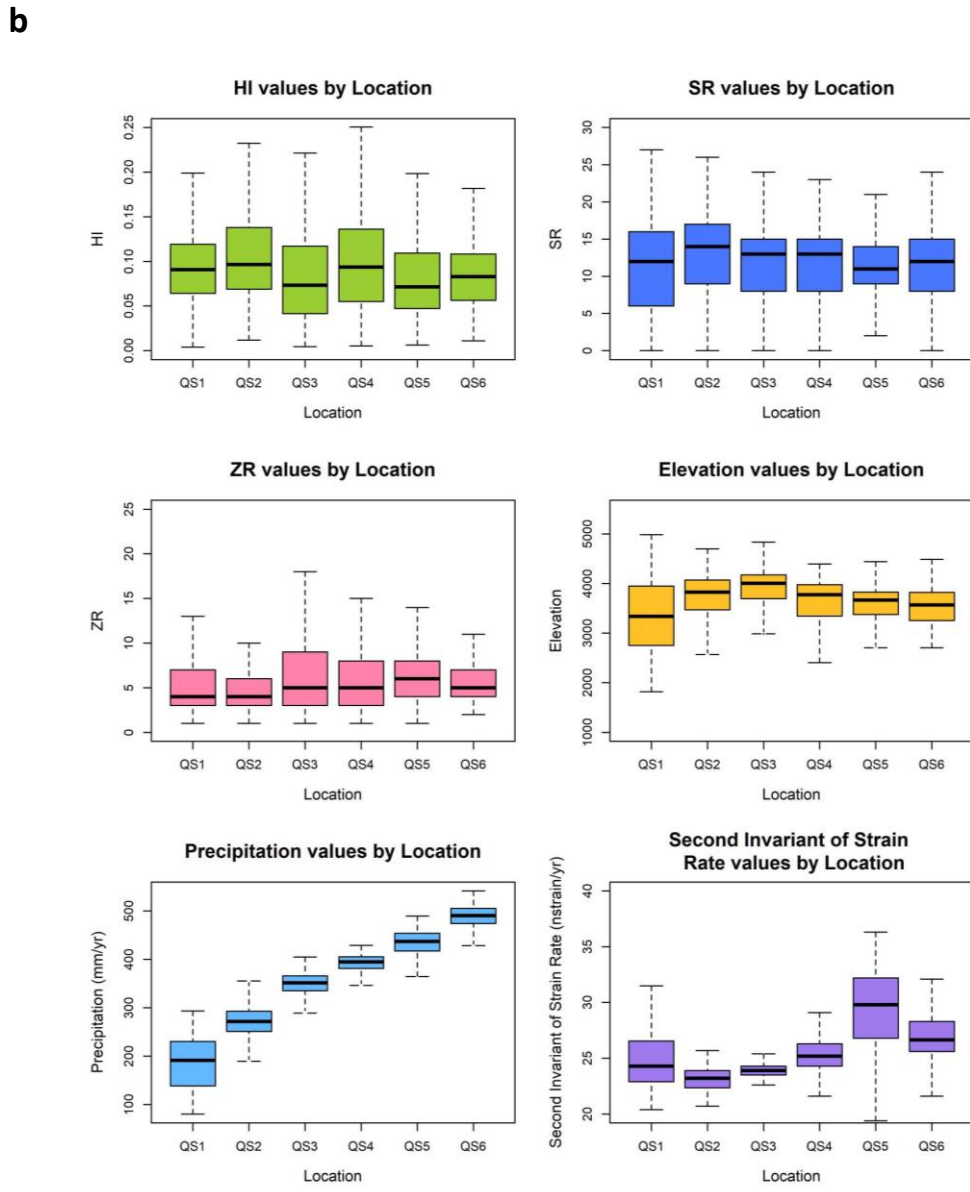 b
HI values by Location
HI
0.25
0.20
0.15
0.10
0.05
0.00
QS1 QS2 QS3 QS4 QS5 QS6
Location
SR values by Location
SR
30
25
20
15
10
5
0
QS1 QS2 QS3 QS4 QS5 QS6
Location
ZR values by Location
ZR
25
20
15
10
5
0
QS1 QS2 QS3 QS4 QS5 QS6
Location
Elevation values by Location
Elevation
5000
4000
3000
2000
1000
QS1 QS2 QS3 QS4 QS5 QS6
Location
Precipitation values by Location
Precipitation (mm/yr)
500
400
300
200
100
QS1 QS2 QS3 QS4 QS5 QS6
Location
Second Invariant of Strain
Rate values by Location
Second Invariant of Strain Rate (nstrain/yr)
40
35
30
25
20
QS1 QS2 QS3 QS4 QS5 QS6
Location